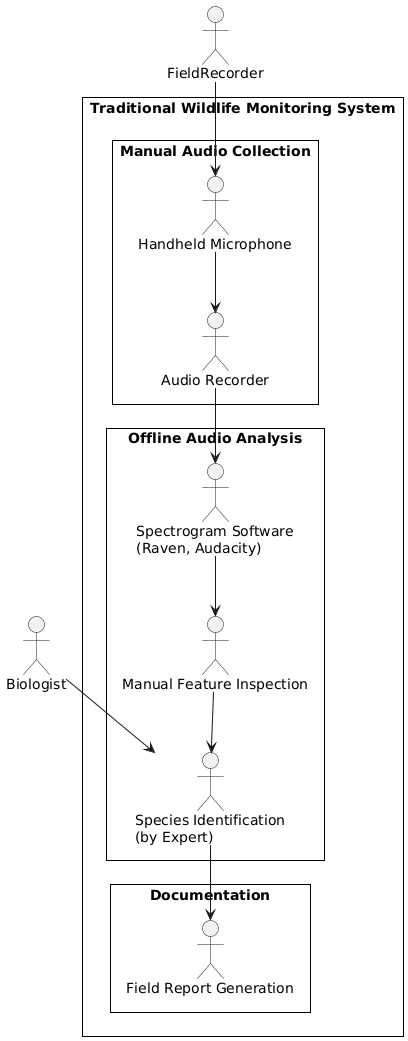 FieldRecorder
Traditional Wildlife Monitoring System
Manual Audio Collection
Handheld Microphone
Audio Recorder
Offline Audio Analysis
Spectrogram Software
(Raven, Audacity)
Biologist
Manual Feature Inspection
Species Identification
(by Expert)
Documentation
Field Report Generation